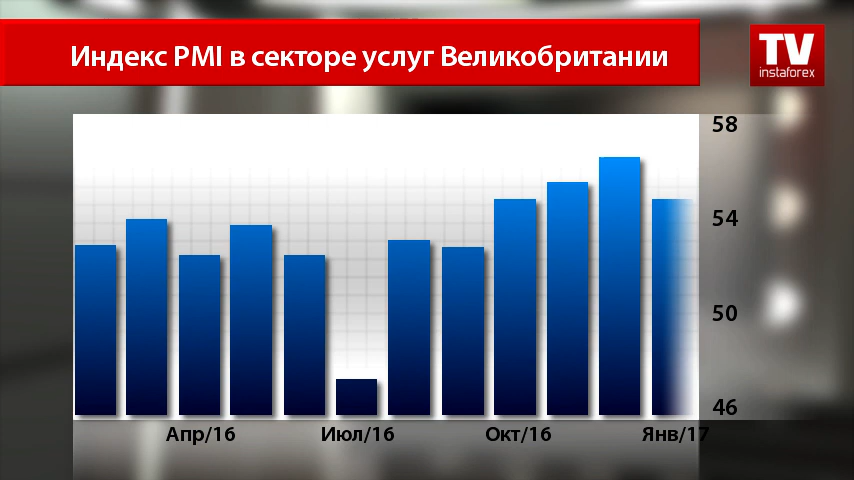 Индекс PMI в секторе услуг Великобритании
TV
instaforex
58
54
50
46
Апр/16
Июл/16
Окт/16
Янв/17